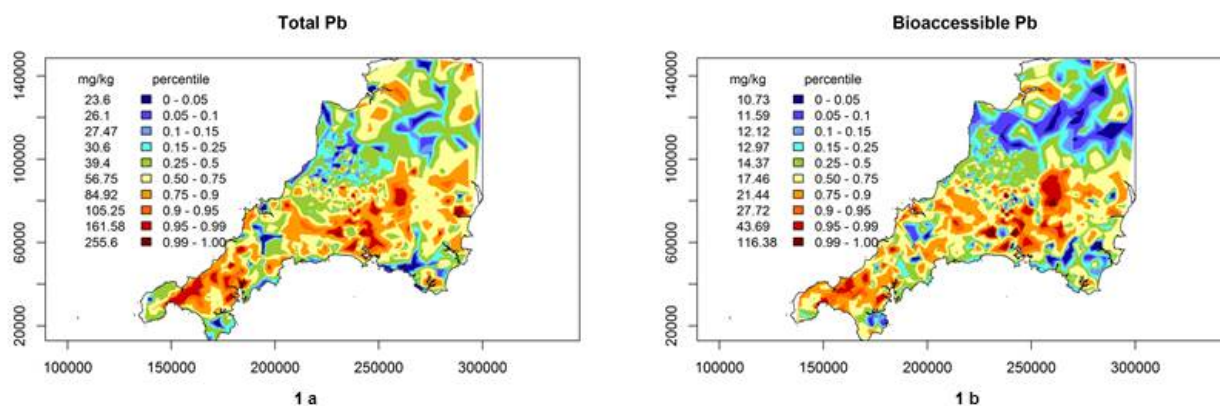 Total Pb
mg/kg percentile
23.6 0 - 0.05
26.1 0.05 - 0.1
27.47 0.1 - 0.15
30.6 0.15 - 0.25
39.4 0.25 - 0.5
56.75 0.50 - 0.75
84.92 0.75 - 0.9
105.25 0.9 - 0.95
161.58 0.95 - 0.99
255.6 0.99 - 1.00
140000
100000
60000
20000
100000 150000 200000 250000 300000
1 a
Bioaccessible Pb
mg/kg percentile
10.73 0 - 0.05
11.59 0.05 - 0.1
12.12 0.1 - 0.15
12.97 0.15 - 0.25
14.37 0.25 - 0.5
17.46 0.50 - 0.75
21.44 0.75 - 0.9
27.72 0.9 - 0.95
43.69 0.95 - 0.99
116.38 0.99 - 1.00
140000
100000
60000
20000
100000 150000 200000 250000 300000
1 b